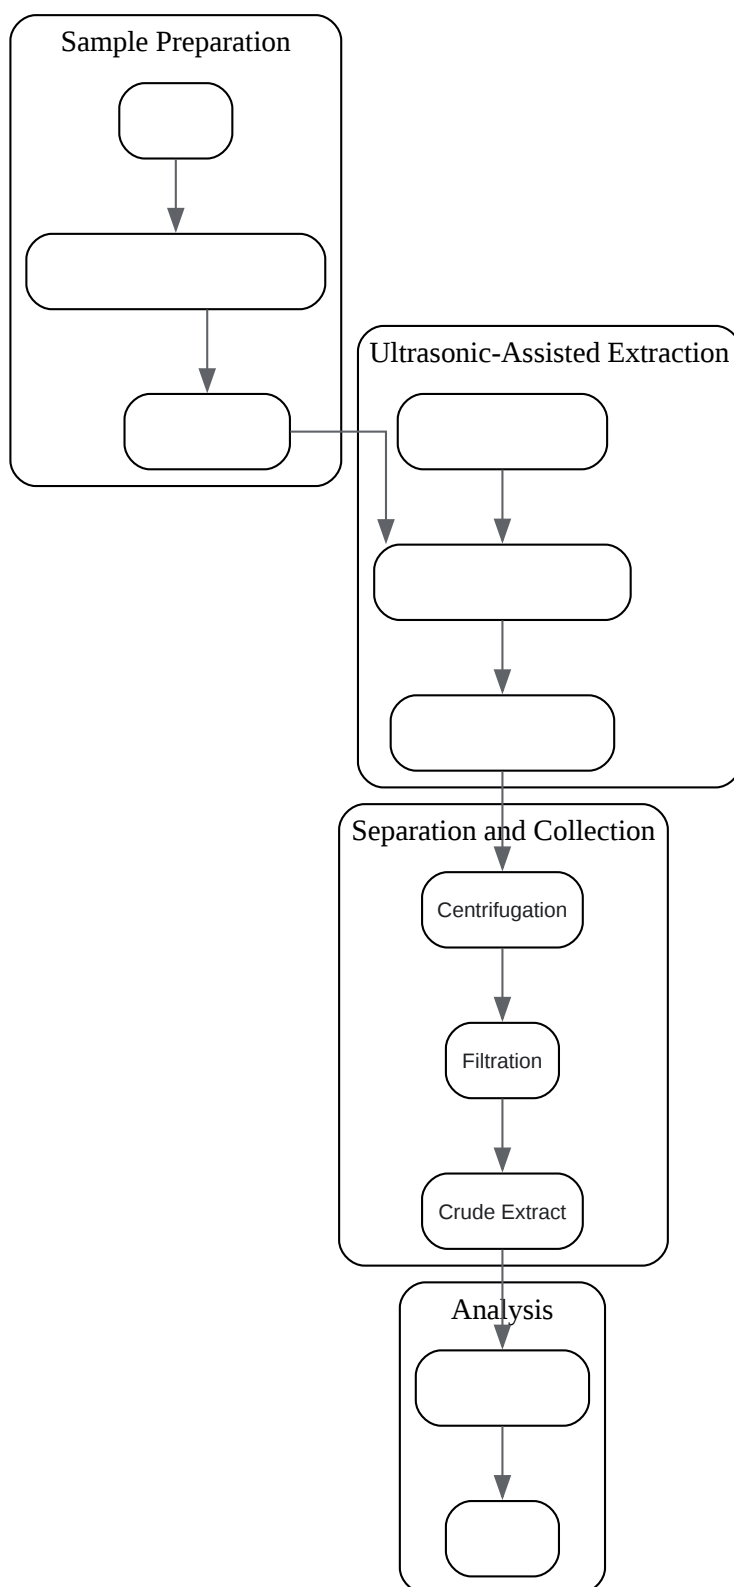 Sample Preparation
Ultrasonic-Assisted Extraction
Separation and Collection
Centrifugation
Filtration
Crude Extract
Analysis